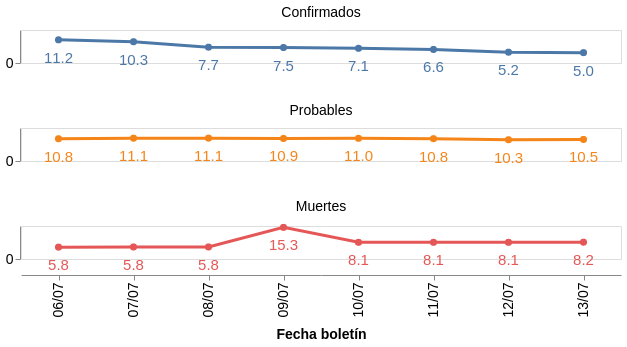 Confirmados
0
11.2 10.3 7.7 7.5 7.1 6.6 5.2 5.0
Probables
0
10.8 11.1 11.1 10.9 11.0 10.8 10.3 10.5
Muertes
0
5.8 5.8 5.8 15.3 8.1 8.1 8.1 8.2
06/07 07/07 08/07 09/07 10/07 11/07 12/07 13/07
Fecha boletín